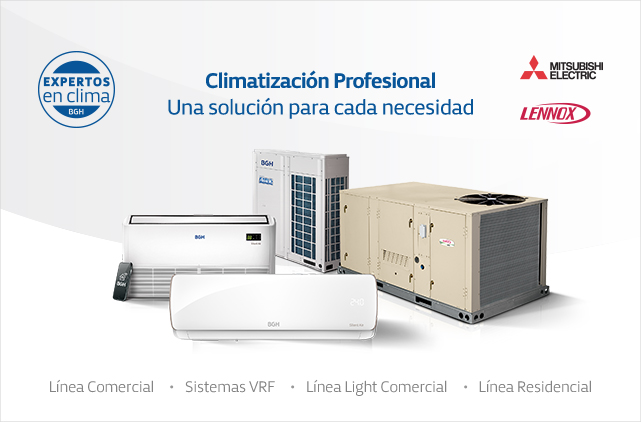 EXPERTOS
en clima
BGH
Climatización Profesional
Una solución para cada necesidad
MITSUBISHI
ELECTRIC
LENNOX
BGH
BGH
BGH
BGH
Línea Comercial • Sistemas VRF • Línea Light Comercial • Línea Residencial